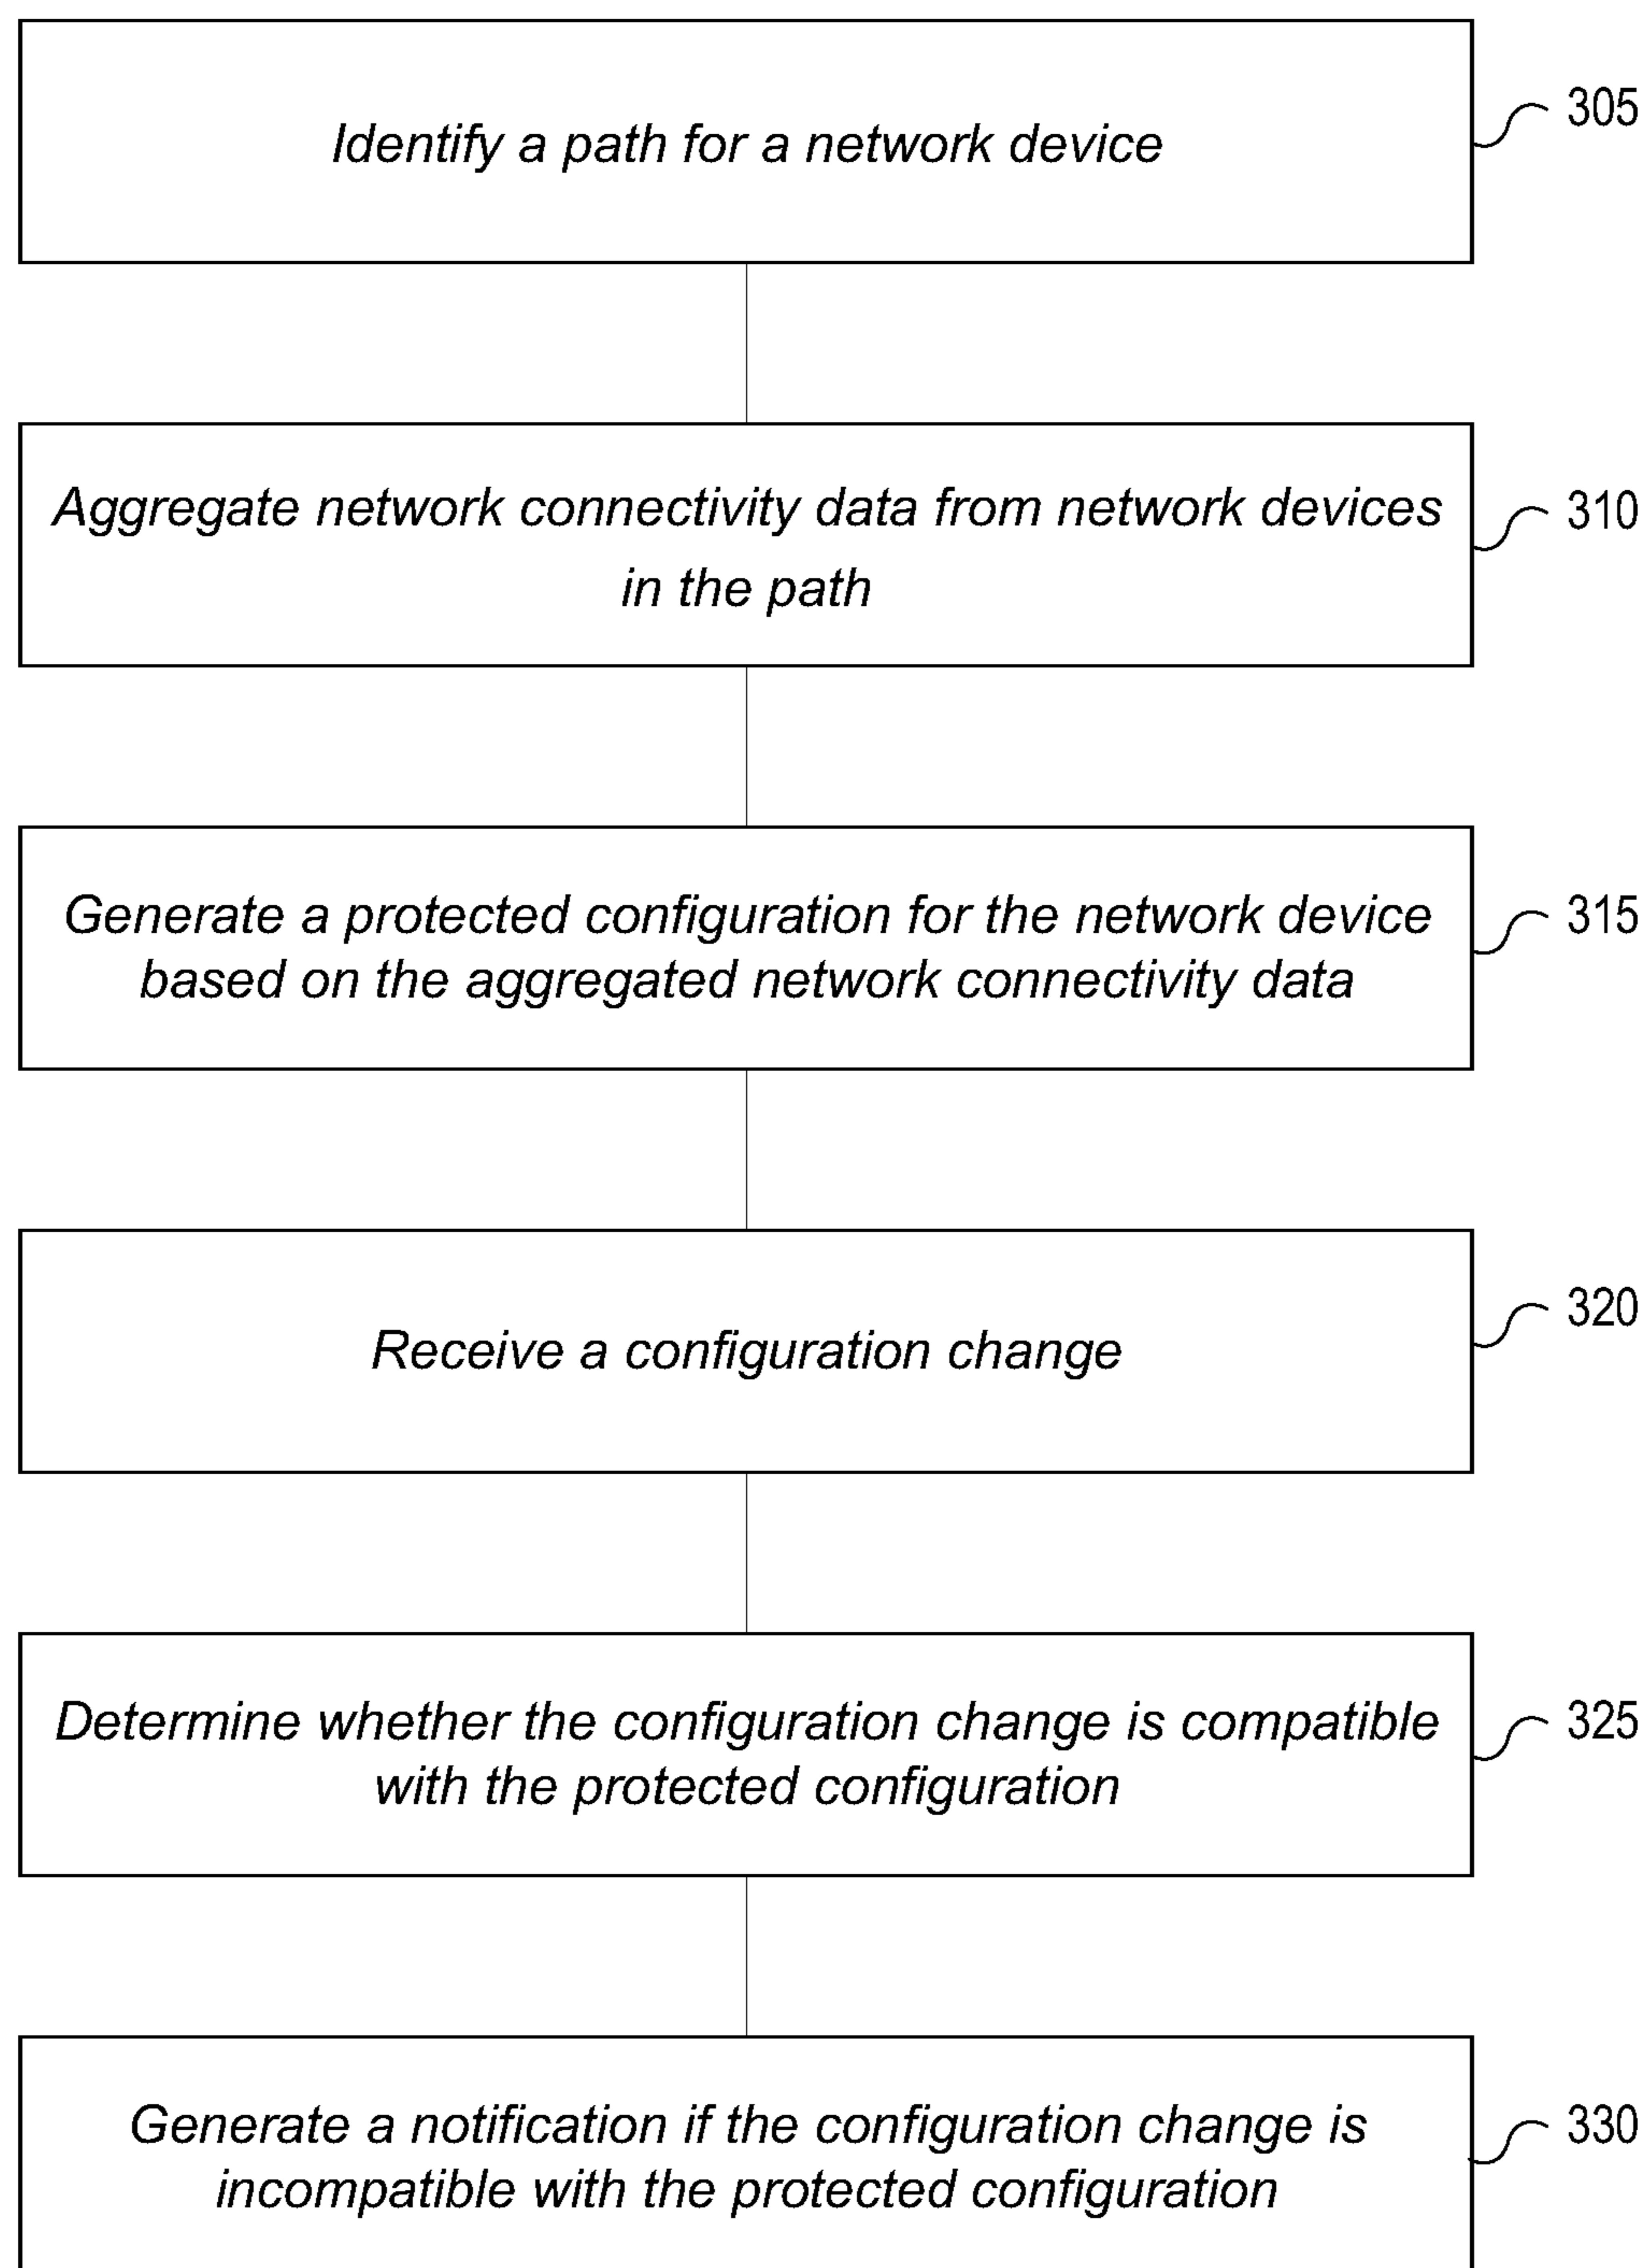 Identify a path for a network device
305
Aggregate network connectivity data from network devices
in the path
310
Generate a protected configuration for the network device
based on the aggregated network connectivity data
315
Receive a configuration change
320
Determine whether the configuration change is compatible
with the protected configuration
325
Generate a notification if the configuration change is
incompatible with the protected configuration
330